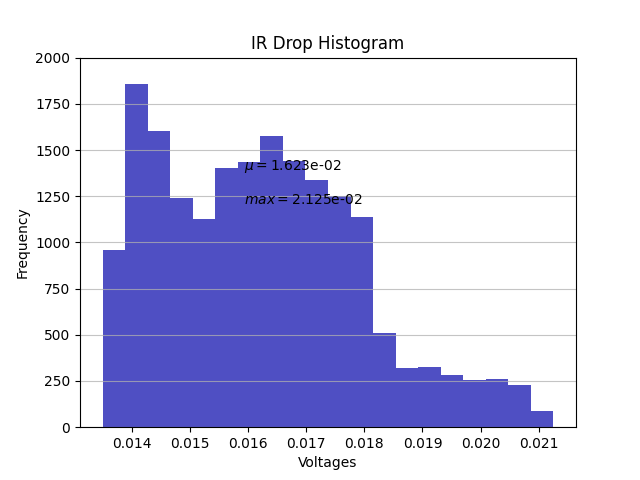 IR Drop Histogram
2000
1750
1500
1250
1000
750
500
250
0
Frequency
μ = 1.623e-02
max = 2.125e-02
0.014 0.015 0.016 0.017 0.018 0.019 0.020 0.021
Voltages